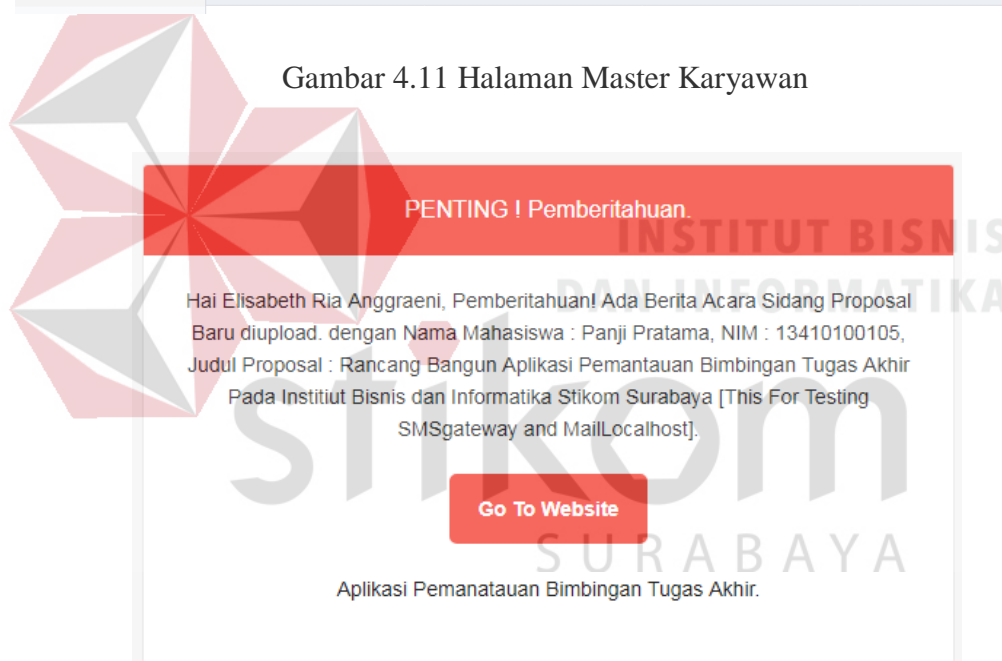 Gambar 4.11 Halaman Master Karyawan
PENTING ! Pemberitahuan.
INSTITUT BISNIS
DAN INFORMATIKA
Hai Elisabeth Ria Anggraeni, Pemberitahuan! Ada Berita Acara Sidang Proposal
Baru diupload. dengan Nama Mahasiswa : Panji Pratama, NIM : 13410100105,
Judul Proposal : Rancang Bangun Aplikasi Pemantauan Bimbingan Tugas Akhir
Pada Institiut Bisnis dan Informatika Stikom Surabaya [This For Testing
SMSgateway and MailLocalhost].
stikom
Go To Website
SURABAYA
Aplikasi Pemanatauan Bimbingan Tugas Akhir.